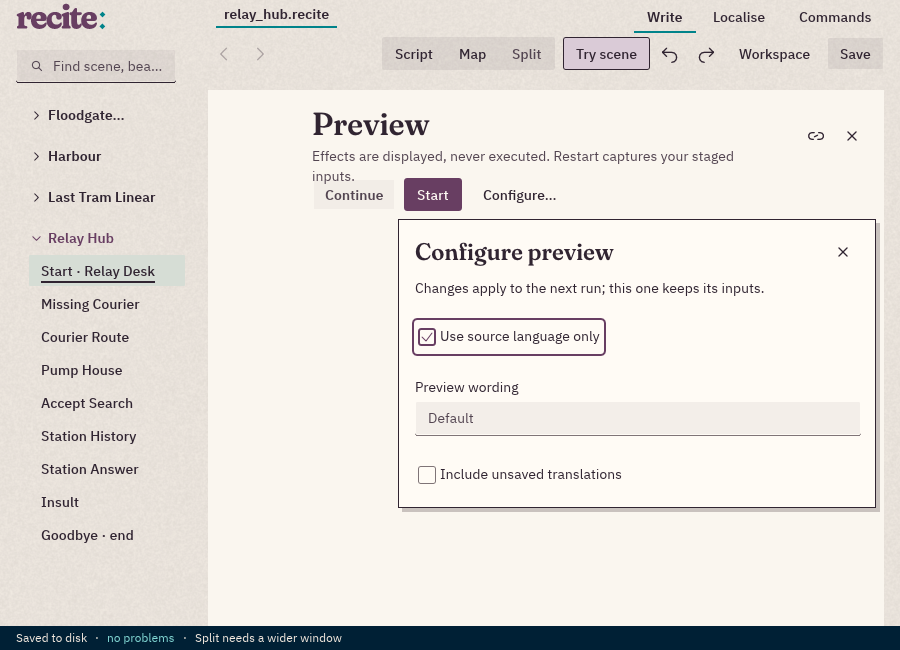 recite:
relay_hub.recite
Write
Localise
Commands
Find scene, bea...
Script
Map
Split
Try scene
Workspace
Save
Floodgate...
Harbour
Last Tram Linear
Relay Hub
Start · Relay Desk
Missing Courier
Courier Route
Pump House
Accept Search
Station History
Station Answer
Insult
Goodbye · end
Preview
Effects are displayed, never executed. Restart captures your staged
inputs.
Continue
Start
Configure...
Configure preview
Changes apply to the next run; this one keeps its inputs.
Use source language only
Preview wording
Default
Include unsaved translations
Saved to disk · no problems · Split needs a wider window